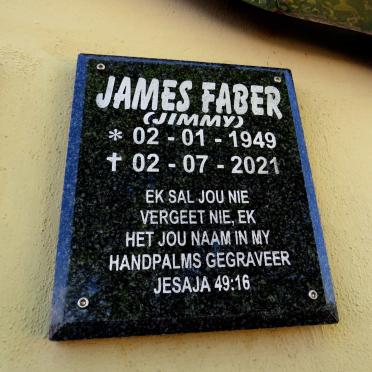 JAMES FABER
(JIMMY)
* 02 - 01 - 1949
✝ 02 - 07 - 2021
EK SAL JOU NIE
VERGEET NIE, EK
HET JOU NAAM IN MY
HANDPALMS GEGRAVEER
JESAJA 49:16